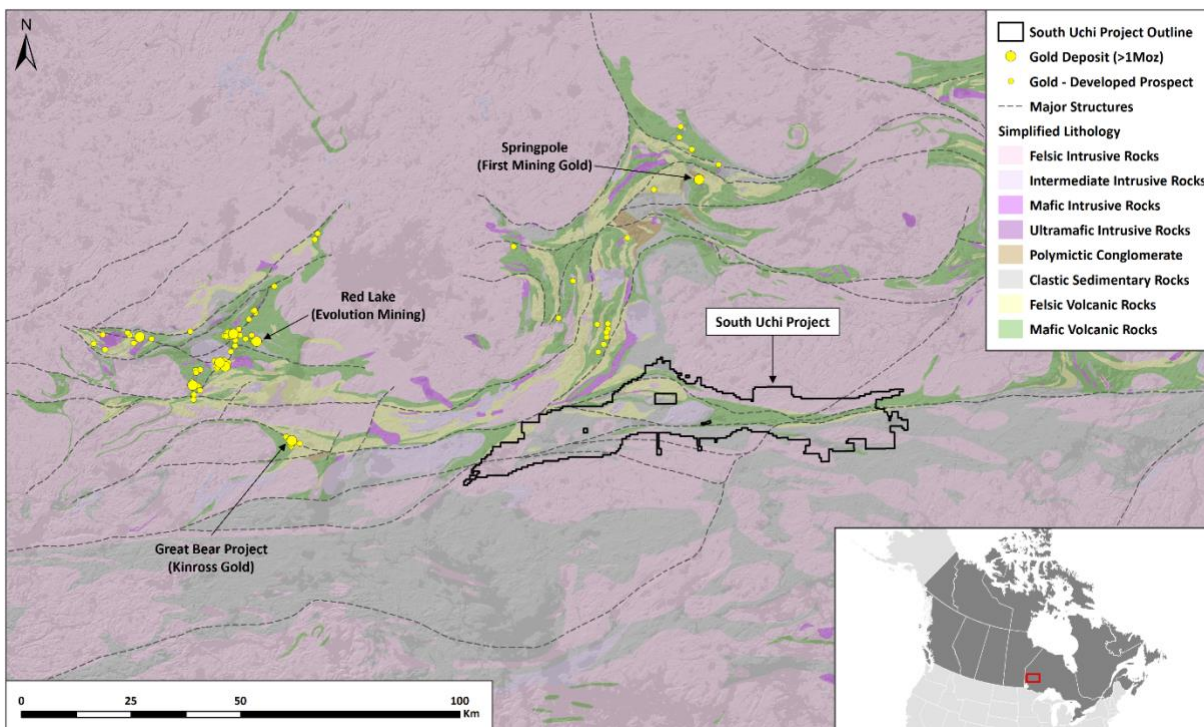 N
Springpole
(First Mining Gold)
Red Lake
(Evolution Mining)
South Uchi Project
Great Bear Project
(Kinross Gold)
South Uchi Project Outline
Gold Deposit (>1Moz)
Gold - Developed Prospect
Major Structures
Simplified Lithology
Felsic Intrusive Rocks
Intermediate Intrusive Rocks
Mafic Intrusive Rocks
Ultramafic Intrusive Rocks
Polymictic Conglomerate
Clastic Sedimentary Rocks
Felsic Volcanic Rocks
Mafic Volcanic Rocks
0 25 50 100
Km